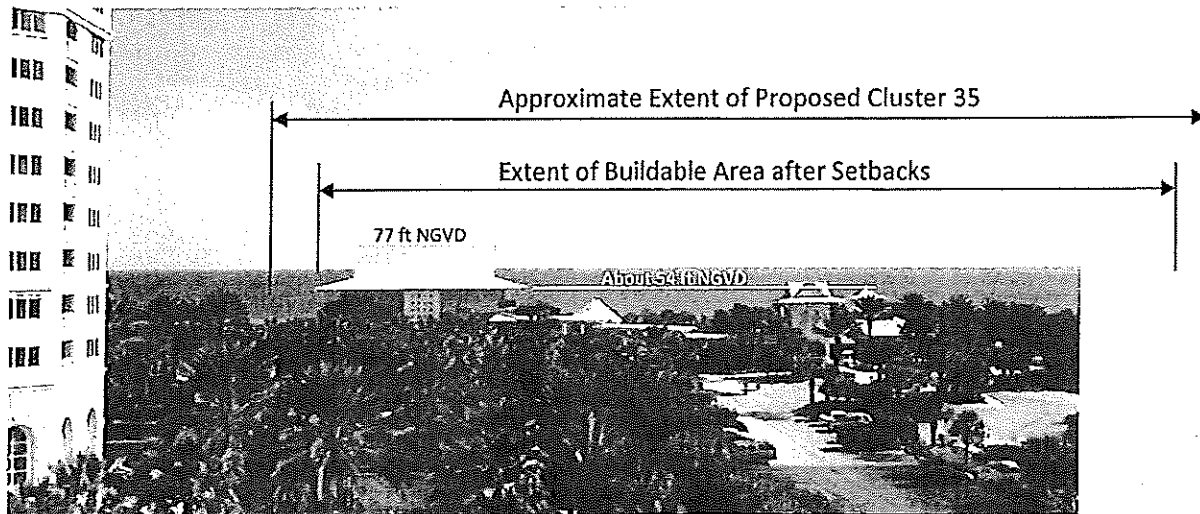 Approximate Extent of Proposed Cluster 35
Extent of Buildable Area after Setbacks
77 ft NGVD
About 54 ft NGVD